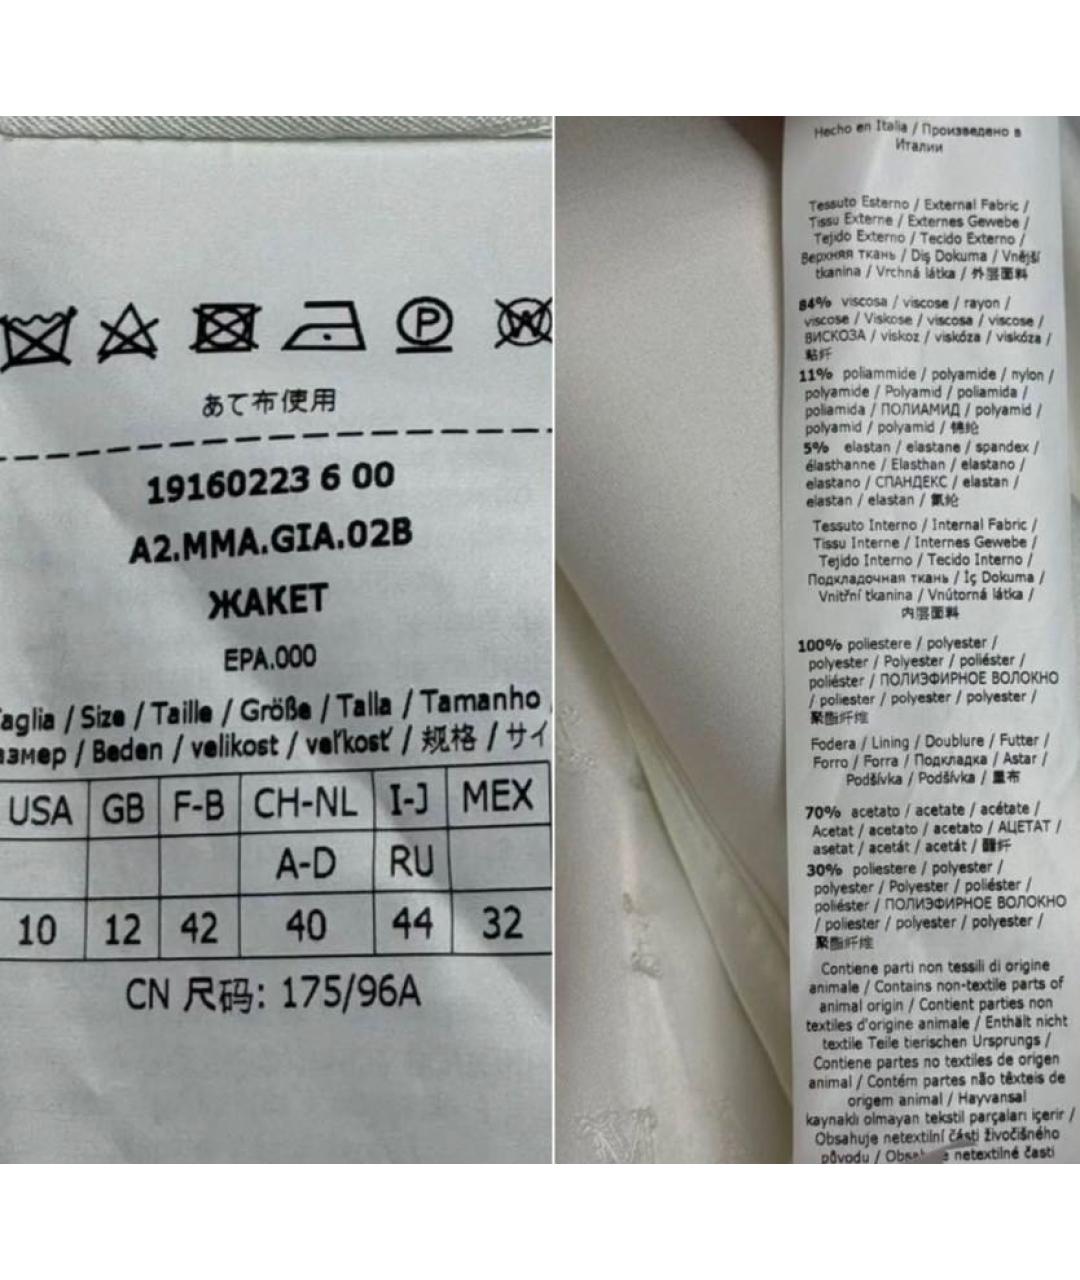 P
W
あて布使用
19160223 6 00
A2.MMA.GIA.02B
ЖАКЕТ
EPA.000
aglia / Size / Taille / Größe / Talla / Tamanho
азмер / Beden / velikost / veľkosť / 规格 / サイ
USA GB F-B CH-NL I-J MEX
A-D RU
10 12 42 40 44 32
CN 尺码: 175/96A
Hecho en Italia / Произведено в
Италии
Tessuto Esterno / External Fabric /
Tissu Externe / Externes Gewebe /
Tejido Externo / Tecido Externo /
Верхняя ткань / Diş Dokuma / Vnější
tkanina / Vrchná látka / 外层面料
84% viscosa / viscose / rayon /
viscose / Viskose / viscosa / viscose /
ВИСКОЗА / viskoz / viskóza / viskóza /
粘纤
11% poliammide / polyamide / nylon /
polyamide / Polyamid / poliamida /
poliamida / ПОЛИАМИД / polyamid /
polyamid / polyamid / 锦纶
5% elastan / elastane / spandex /
élasthanne / Elasthan / elastano /
elastano / СПАНДЕКС / elastan /
elastan / elastan / 氨纶
Tessuto Interno / Internal Fabric /
Tissu Interne / Internes Gewebe /
Tejido Interno / Tecido Interno /
Подкладочная ткань / İç Dokuma /
Vnitřní tkanina / Vnútorná látka /
内层面料
100% poliestere / polyester /
polyester / Polyester / poliéster /
poliéster / ПОЛИЭФИРНОЕ ВОЛОКНО
/ poliester / polyester / polyester /
聚酯纤维
Fodera / Lining / Doublure / Futter /
Forro / Forra / Подкладка / Astar /
Podšívka / Podšívka / 里布
70% acetato / acetate / acétate /
Acetat / acetato / acetato / АЦЕТАТ /
asetat / acetát / acetát / 醋纤
30% poliestere / polyester /
polyester / Polyester / poliéster /
poliéster / ПОЛИЭФИРНОЕ ВОЛОКНО
/ poliester / polyester / polyester /
聚酯纤维
Contiene parti non tessili di origine
animale / Contains non-textile parts of
animal origin / Contient parties non
textiles d'origine animale / Enthält nicht
textile Teile tierischen Ursprungs /
Contiene partes no textiles de origen
animal / Contém partes não têxteis de
origem animal / Hayvansal
kaynaklı olmayan tekstil parçaları içerir /
Obsahuje netextilní části živočišného
původu / netextilné časti